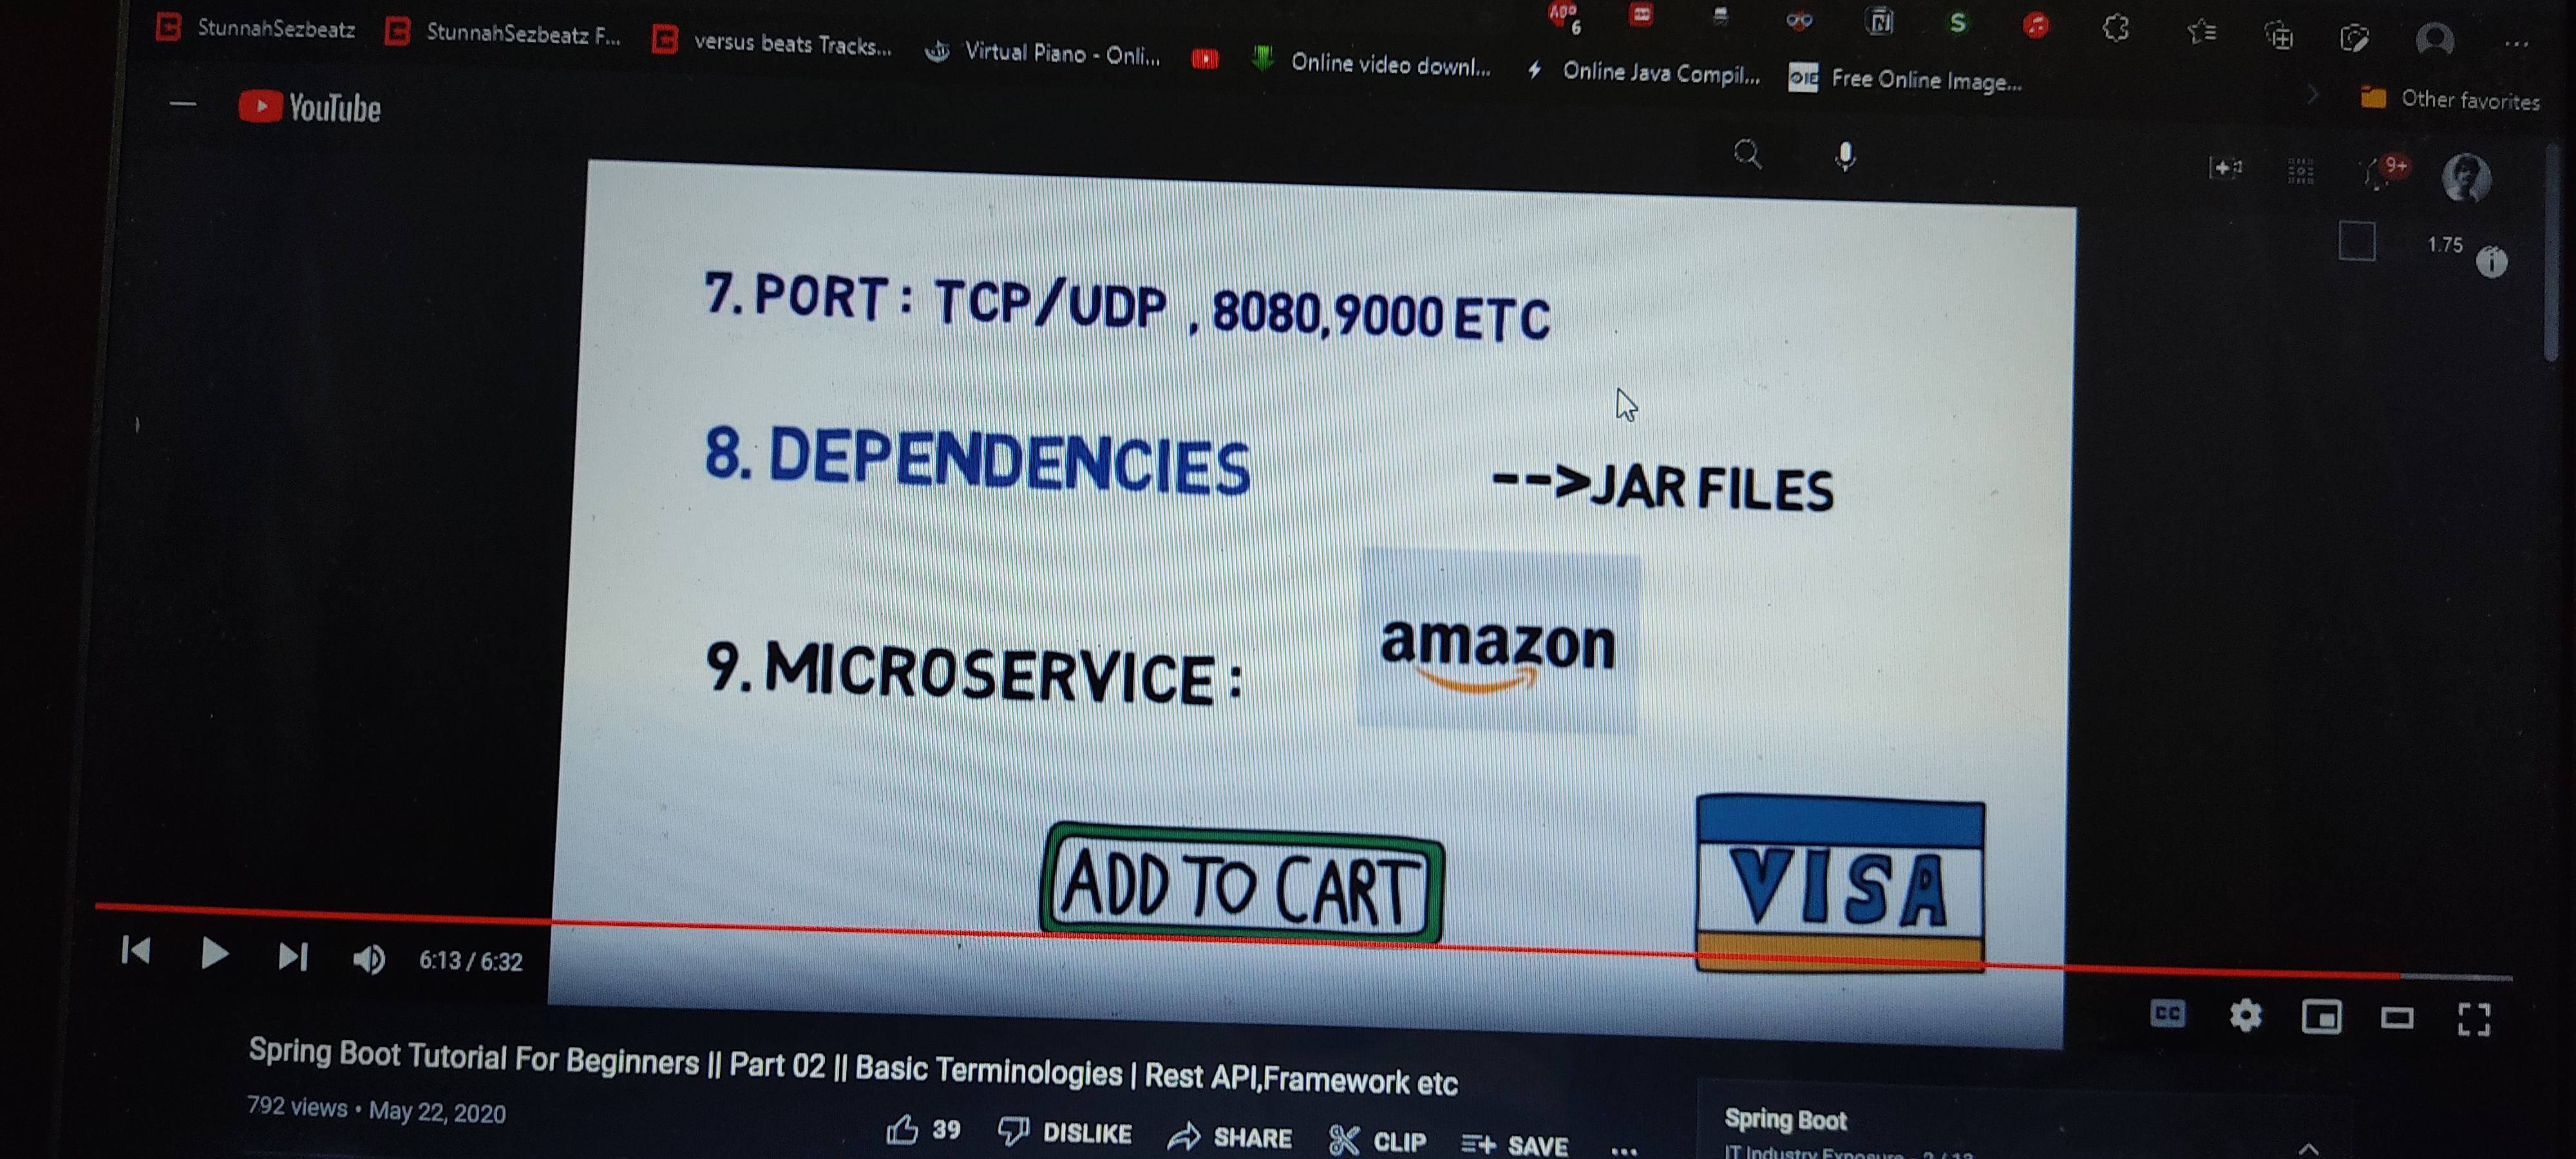 StunnahSezbeatz
StunnahSezbeatz F...
versus beats Tracks...
Virtual Piano - Onli...
Online video downl...
Online Java Compil...
OIE
Free Online Image...
Other favorites
6
S
YouTube
9+
1.75
7. PORT : TCP/UDP , 8080,9000 ETC
8. DEPENDENCIES
-->JAR FILES
9. MICROSERVICE :
amazon
ADD TO CART
VISA
6:13 / 6:32
CC
Spring Boot Tutorial For Beginners || Part 02 || Basic Terminologies | Rest API,Framework etc
792 views • May 22, 2020
39
DISLIKE
SHARE
CLIP
SAVE
...
Spring Boot
IT Industry